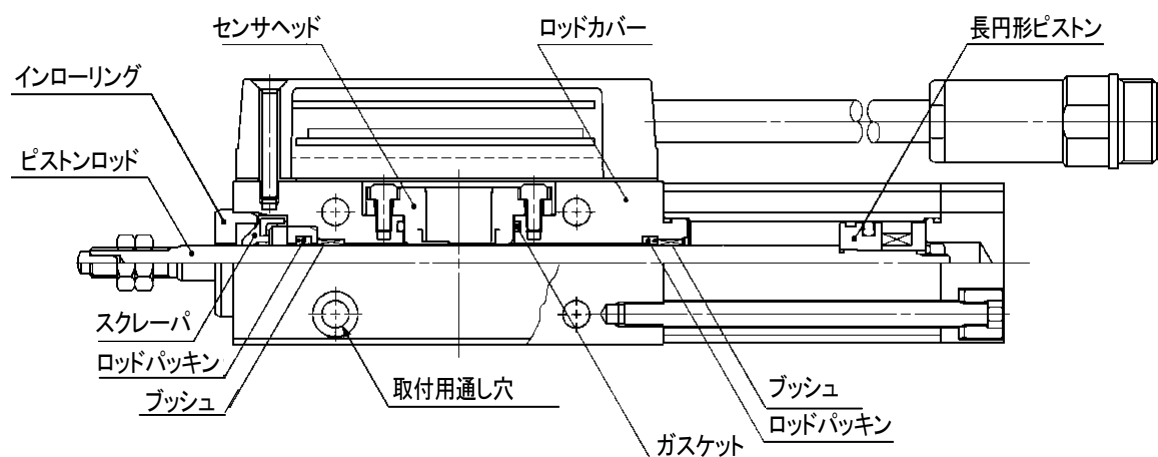 センサヘッド
ロッドカバー
長円形ピストン
インローリング
ピストンロッド
スクレーパ
ロッドパッキン
ブッシュ
取付用通し穴
ブッシュ
ロッドパッキン
ガスケット